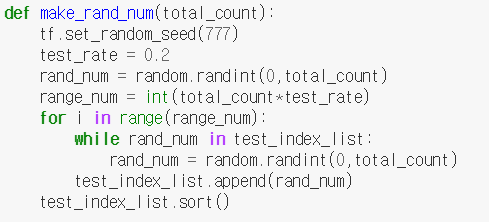 def make_rand_num(total_count):
    tf.set_random_seed(777)
    test_rate = 0.2
    rand_num = random.randint(0,total_count)
    range_num = int(total_count*test_rate)
    for i in range(range_num):
        while rand_num in test_index_list:
            rand_num = random.randint(0,total_count)
        test_index_list.append(rand_num)
    test_index_list.sort()